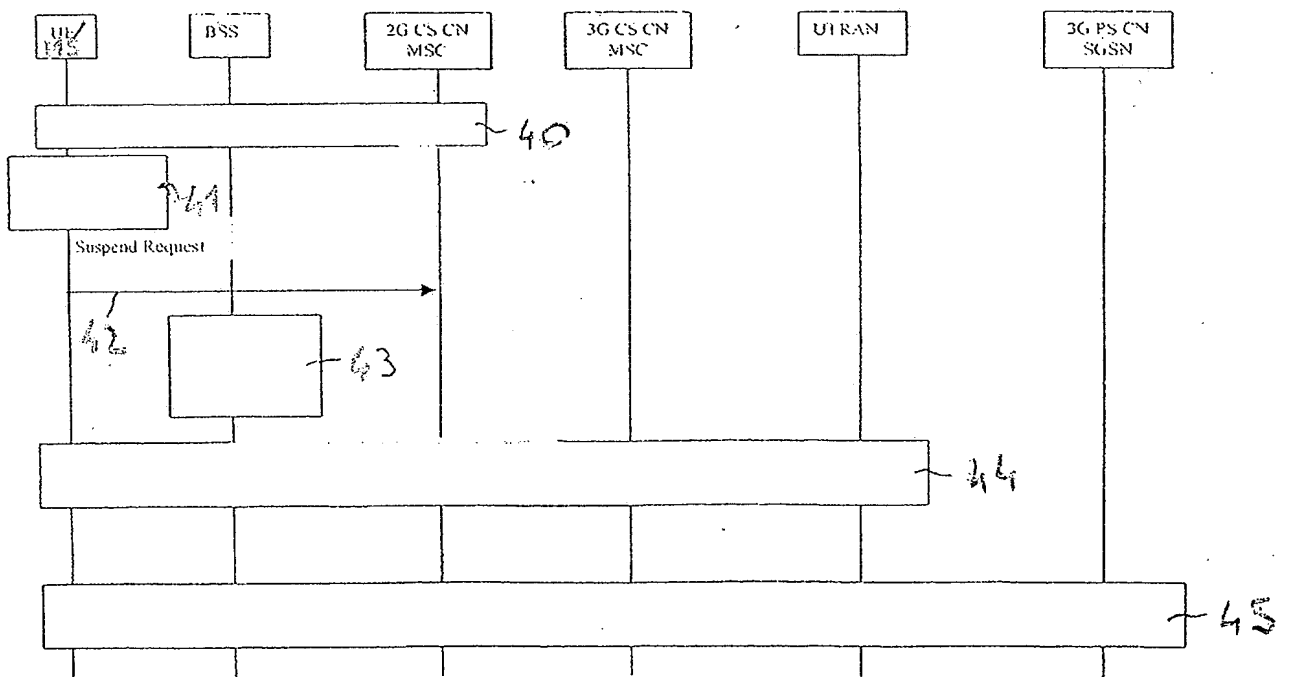 UE/
MS
BSS
2G CS CN
MSC
3G CS CN
MSC
UTRAN
3G PS CN
SGSN
40
41
Suspend Request
42
43
44
45